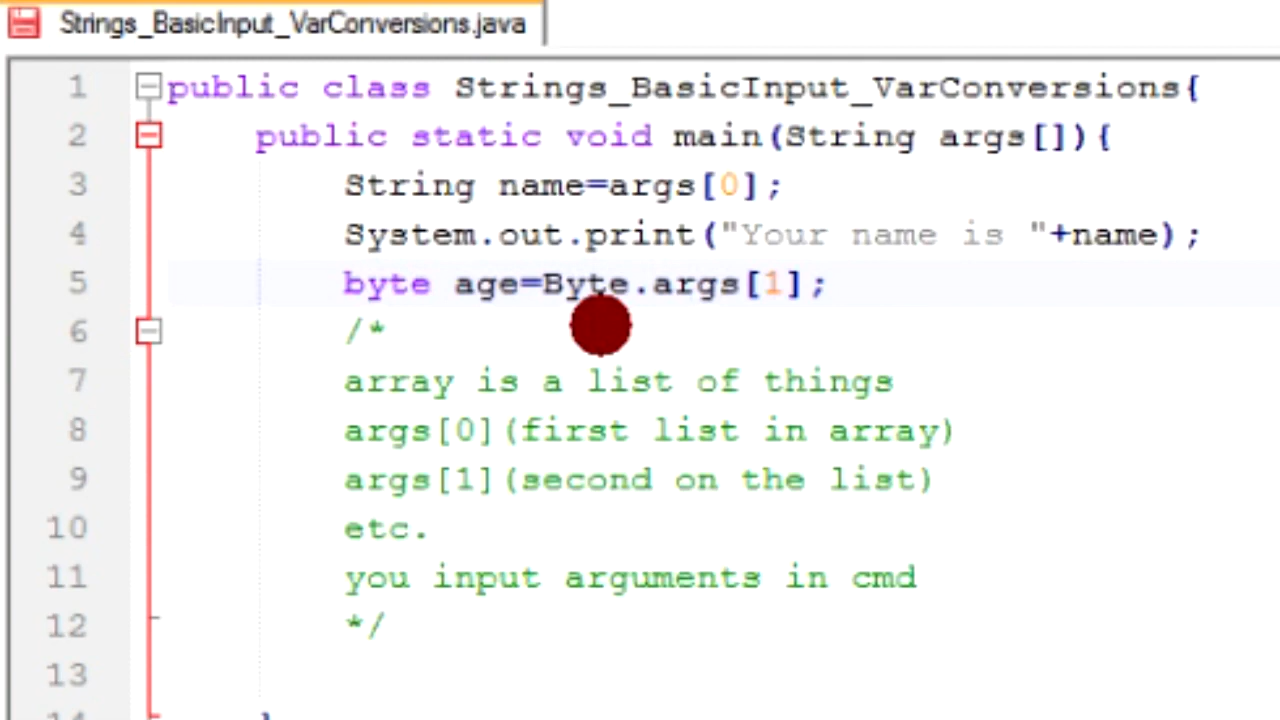 Strings_BasicInput_VarConversions.java
1 public class Strings_BasicInput_VarConversions{
2 public static void main(String args[]){
3 String name=args[0];
4 System.out.print("Your name is "+name);
5 byte age=Byte.args[1];
6 /*
7 array is a list of things
8 args[0](first list in array)
9 args[1](second on the list)
10 etc.
11 you input arguments in cmd
12 */
13